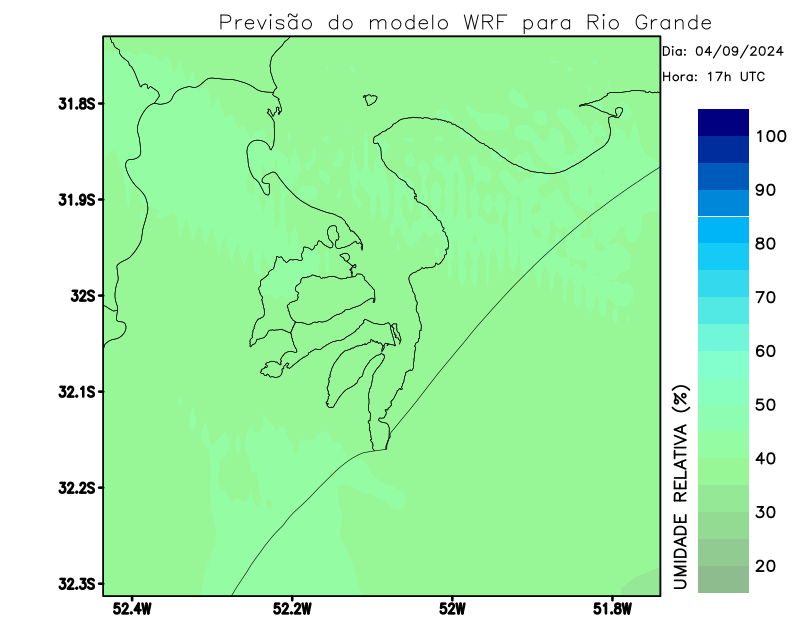 Previsão do modelo WRF para Rio Grande
Dia: 04/09/2024
Hora: 17h UTC
31.8S
31.9S
32S
32.1S
32.2S
32.3S
52.4W
52.2W
52W
51.8W
100
90
80
70
60
50
40
30
20
UMIDADE RELATIVA (%)